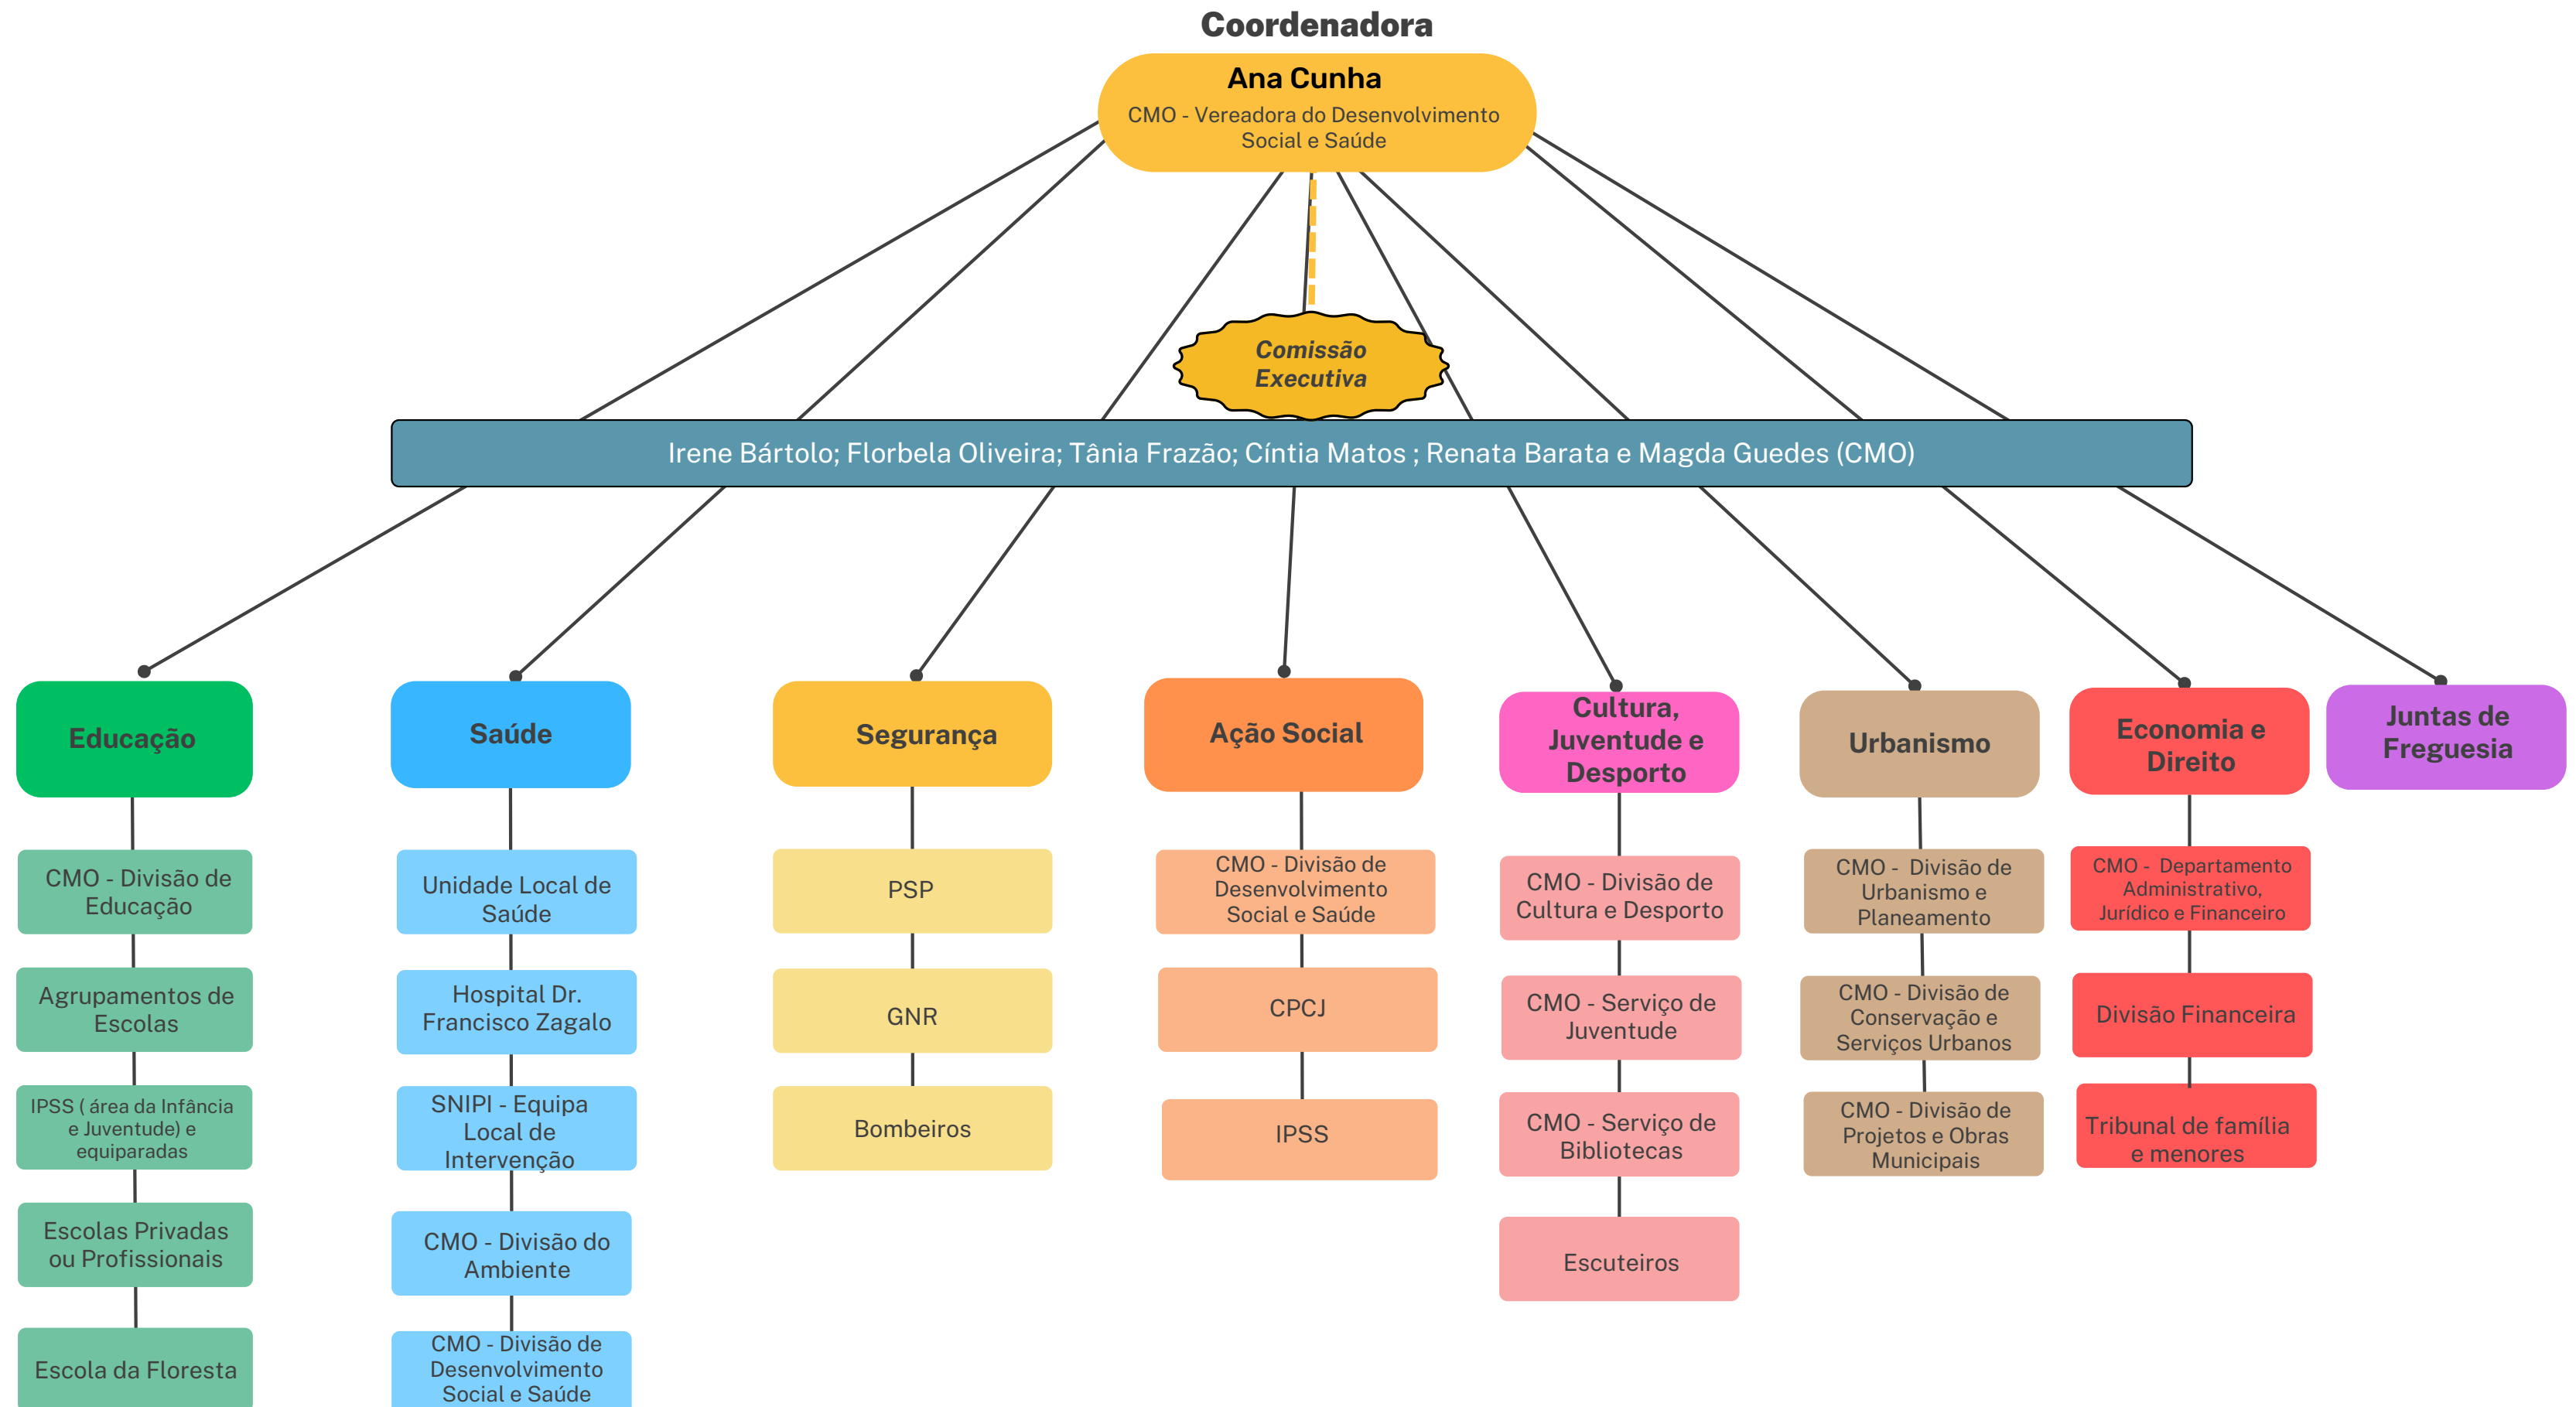 Coordenadora
Ana Cunha
CMO - Vereadora do Desenvolvimento
Social e Saúde
Comissão
Executiva
Irene Bártolo; Florbela Oliveira; Tânia Frazão; Cíntia Matos ; Renata Barata e Magda Guedes (CMO)
Educação
CMO - Divisão de
Educação
Agrupamentos de
Escolas
IPSS ( área da Infância
e Juventude) e
equiparadas
Escolas Privadas
ou Profissionais
Escola da Floresta
Saúde
Unidade Local de
Saúde
Hospital Dr.
Francisco Zagalo
SNIPI - Equipa
Local de
Intervenção
CMO - Divisão do
Ambiente
CMO - Divisão de
Desenvolvimento
Social e Saúde
Segurança
PSP
GNR
Bombeiros
Ação Social
CMO - Divisão de
Desenvolvimento
Social e Saúde
CPCJ
IPSS
Cultura,
Juventude e
Desporto
CMO - Divisão de
Cultura e Desporto
CMO - Serviço de
Juventude
CMO - Serviço de
Bibliotecas
Escuteiros
Urbanismo
CMO - Divisão de
Urbanismo e
Planeamento
CMO - Divisão de
Conservação e
Serviços Urbanos
CMO - Divisão de
Projetos e Obras
Municipais
Economia e
Direito
CMO - Departamento
Administrativo,
Jurídico e Financeiro
Divisão Financeira
Tribunal de família
e menores
Juntas de
Freguesia